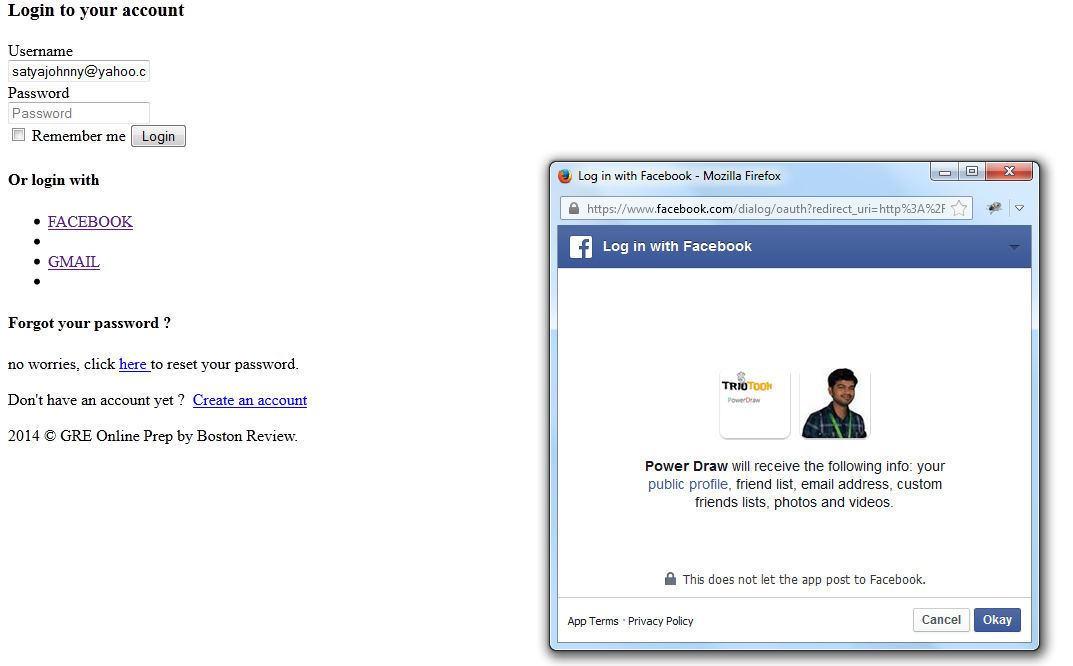 Login to your account
Username
satyajohnny@yahoo.c
Password
Password
Remember me Login
Or login with
FACEBOOK
GMAIL
Forgot your password ?
no worries, click here to reset your password.
Don't have an account yet ? Create an account
2014 © GRE Online Prep by Boston Review.
Log in with Facebook - Mozilla Firefox
https://www.facebook.com/dialog/oauth?redirect_uri=http%3A%2F
Log in with Facebook
TRIOTOOK
PowerDraw
Power Draw will receive the following info: your
public profile, friend list, email address, custom
friends lists, photos and videos.
This does not let the app post to Facebook.
App Terms · Privacy Policy
Cancel Okay